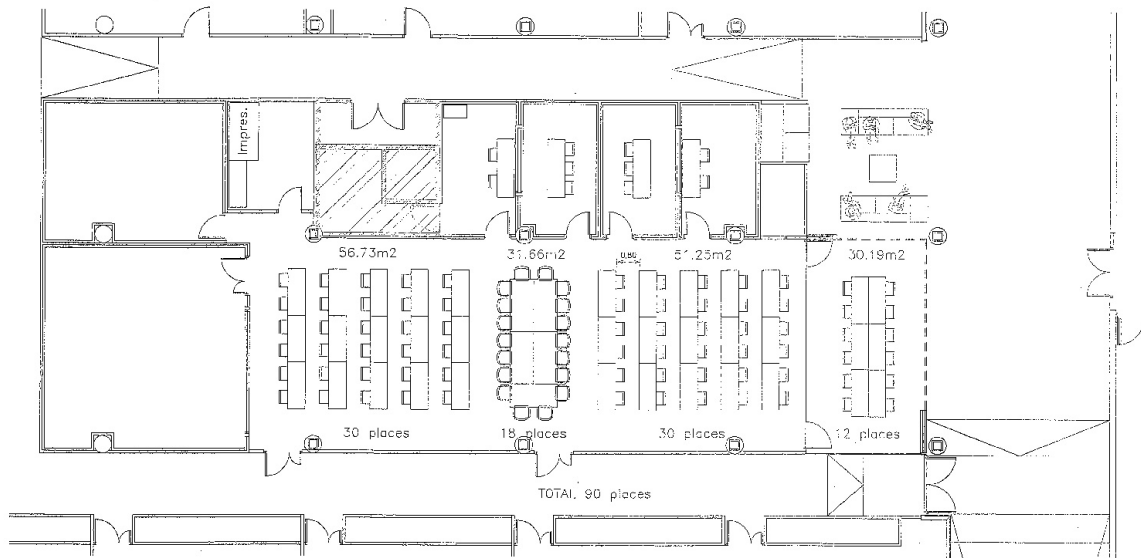 Impres.
56.73m2
31.66m2
0,80
51.25m2
30.19m2
30 places
18 places
30 places
12 places
TOTAL 90 places